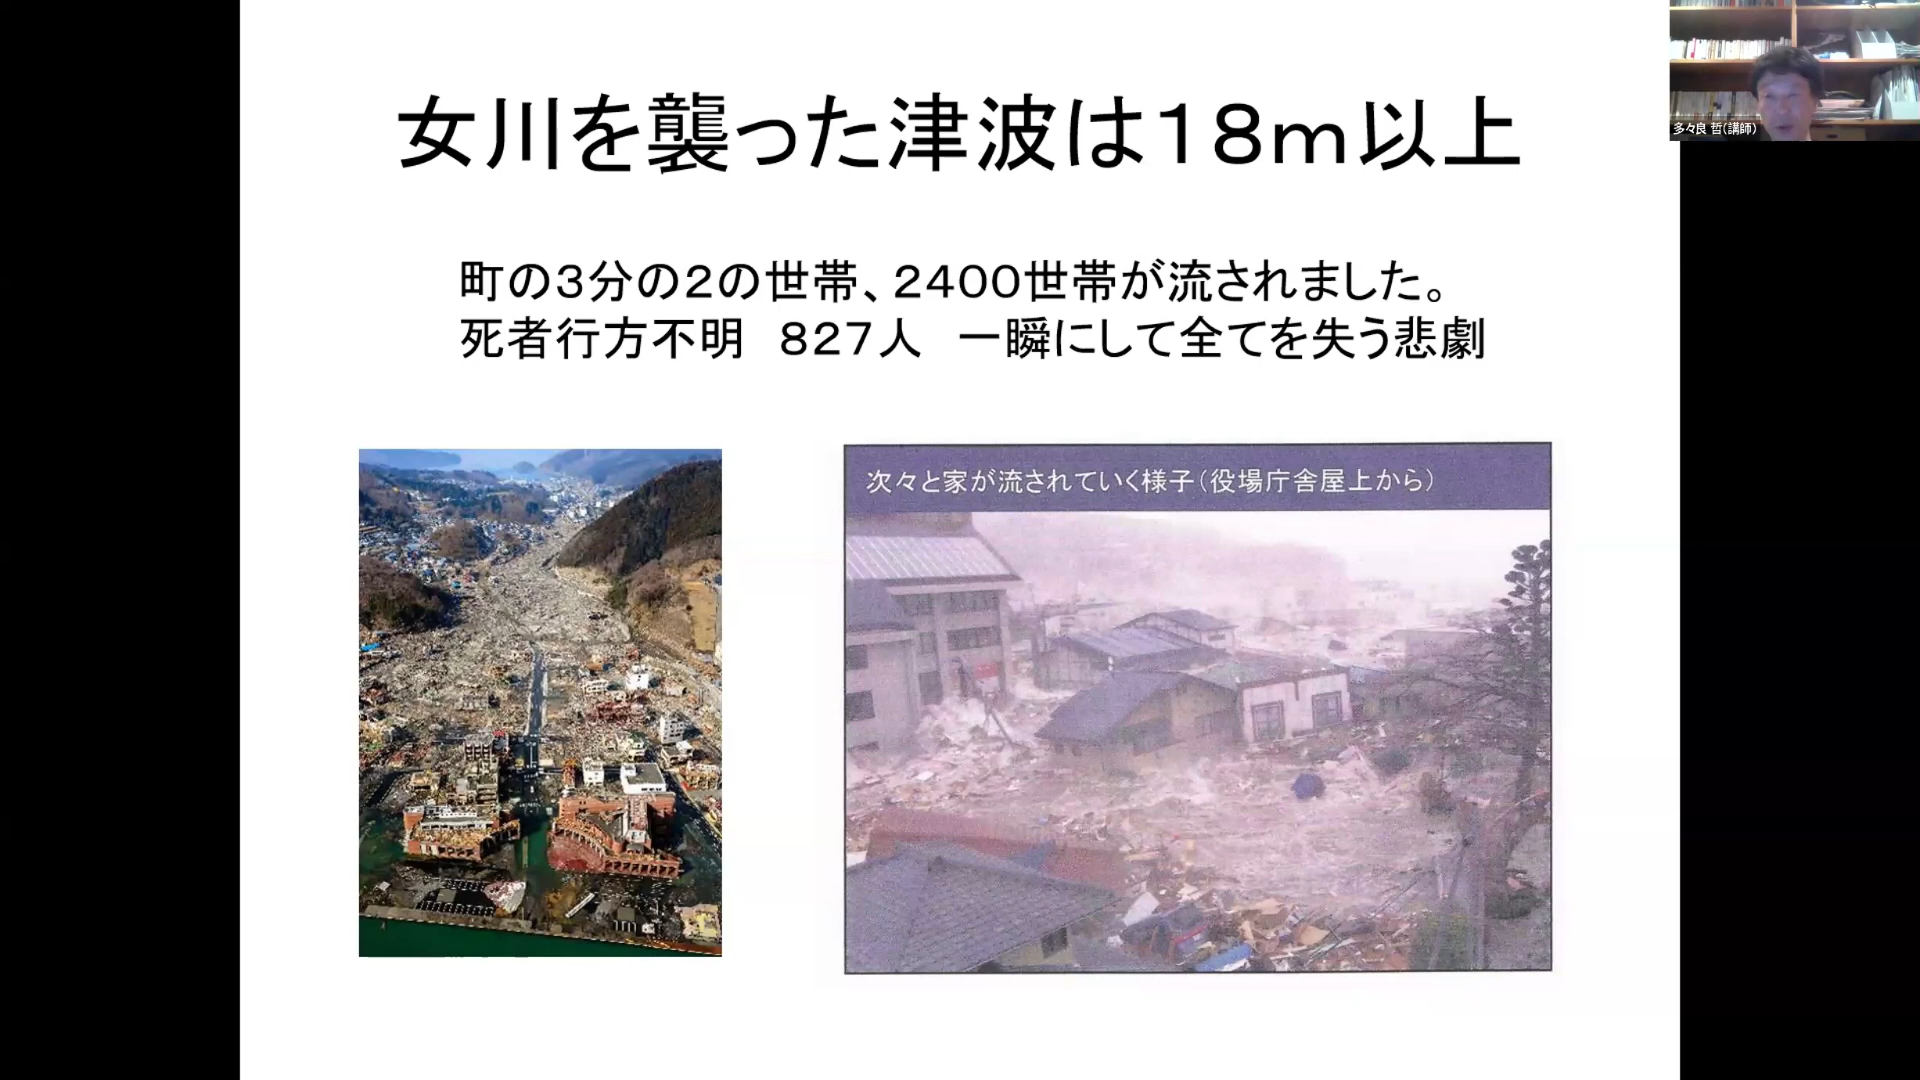 女川を襲った津波は18m以上
多々良 哲(講師)
町の3分の2の世帯、2400世帯が流されました。
死者行方不明　827人　一瞬にして全てを失う悲劇
次々と家が流されていく様子(役場庁舎屋上から)